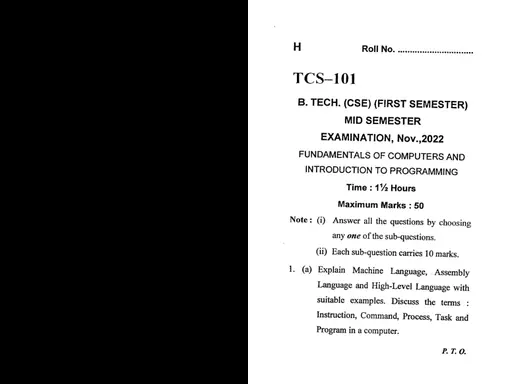 H Roll No. ..............................
TCS–101
B. TECH. (CSE) (FIRST SEMESTER)
MID SEMESTER
EXAMINATION, Nov.,2022
FUNDAMENTALS OF COMPUTERS AND
INTRODUCTION TO PROGRAMMING
Time : 1½ Hours
Maximum Marks : 50
Note : (i) Answer all the questions by choosing
any one of the sub-questions.
(ii) Each sub-question carries 10 marks.
1. (a) Explain Machine Language, Assembly
Language and High-Level Language with
suitable examples. Discuss the terms :
Instruction, Command, Process, Task and
Program in a computer.
P. T. O.